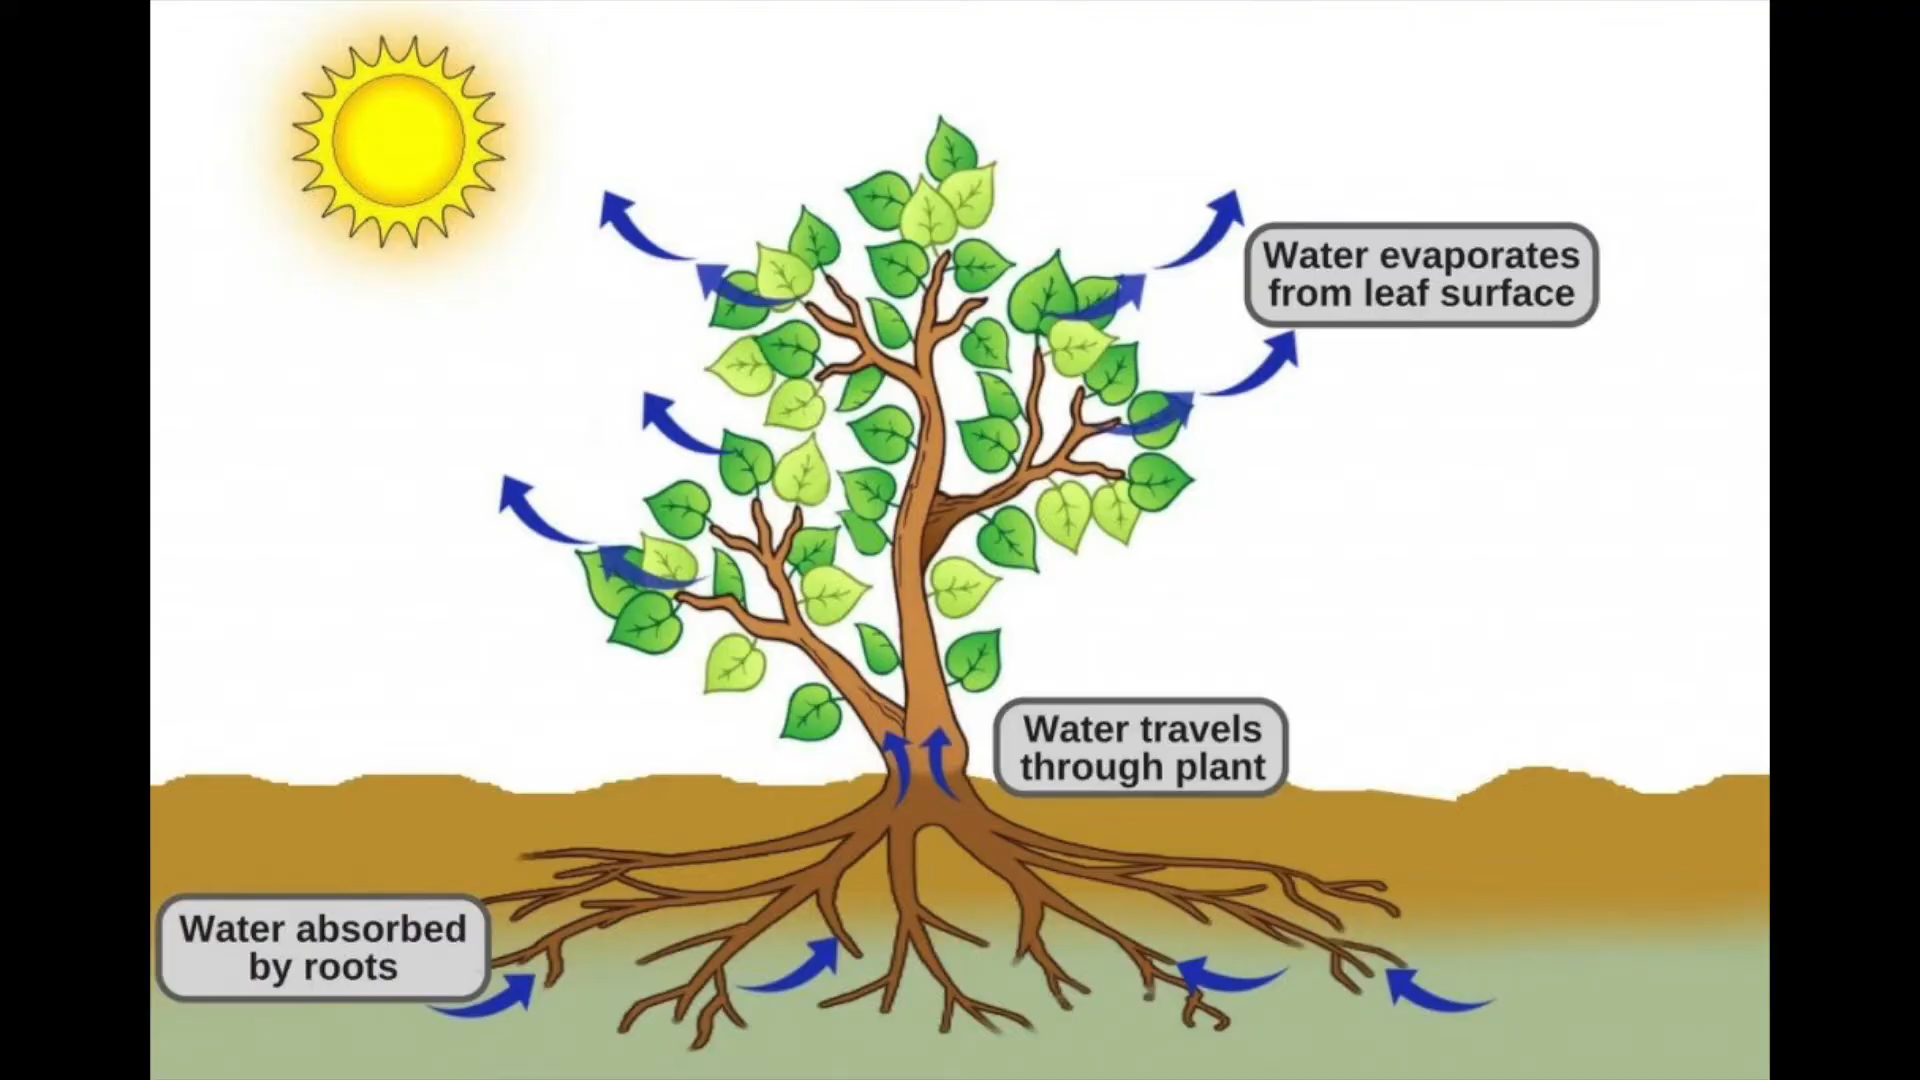 Water evaporates
from leaf surface
Water travels
through plant
Water absorbed
by roots